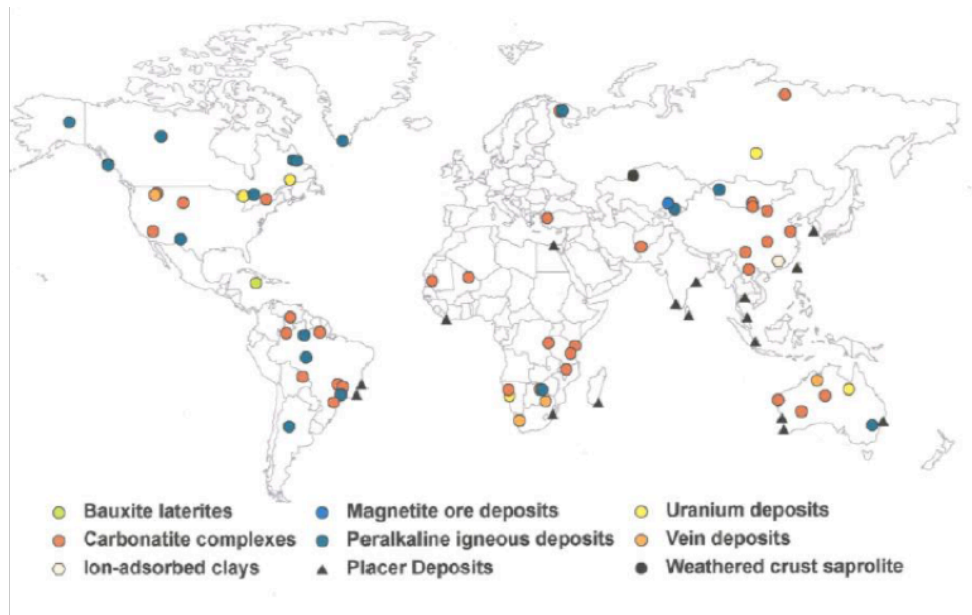 Bauxite laterites
Carbonatite complexes
Ion-adsorbed clays
Magnetite ore deposits
Peralkaline igneous deposits
Placer Deposits
Uranium deposits
Vein deposits
Weathered crust saprolite